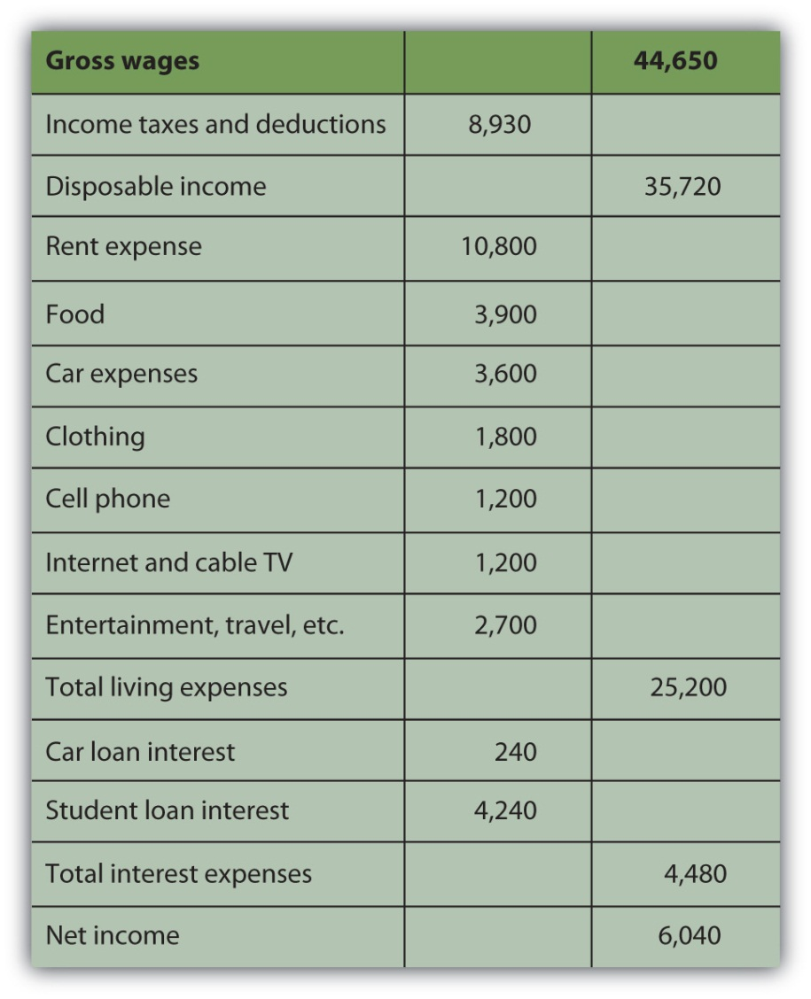 Gross wages 44,650
Income taxes and deductions 8,930
Disposable income 35,720
Rent expense 10,800
Food 3,900
Car expenses 3,600
Clothing 1,800
Cell phone 1,200
Internet and cable TV 1,200
Entertainment, travel, etc. 2,700
Total living expenses 25,200
Car loan interest 240
Student loan interest 4,240
Total interest expenses 4,480
Net income 6,040